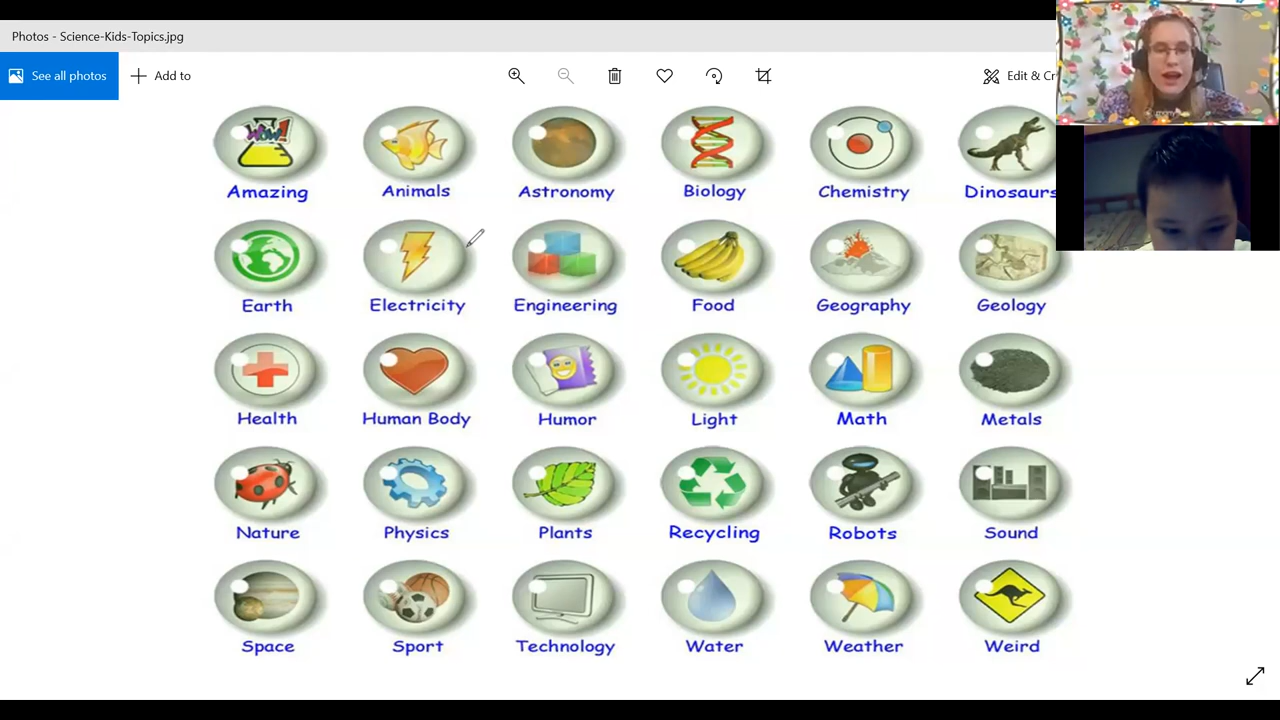 Photos - Science-Kids-Topics.jpg
See all photos
Add to
Edit & Cr
WOW!
Amazing Animals Astronomy Biology Chemistry Dinosaurs
Earth Electricity Engineering Food Geography Geology
Health Human Body Humor Light Math Metals
Nature Physics Plants Recycling Robots Sound
Space Sport Technology Water Weather Weird